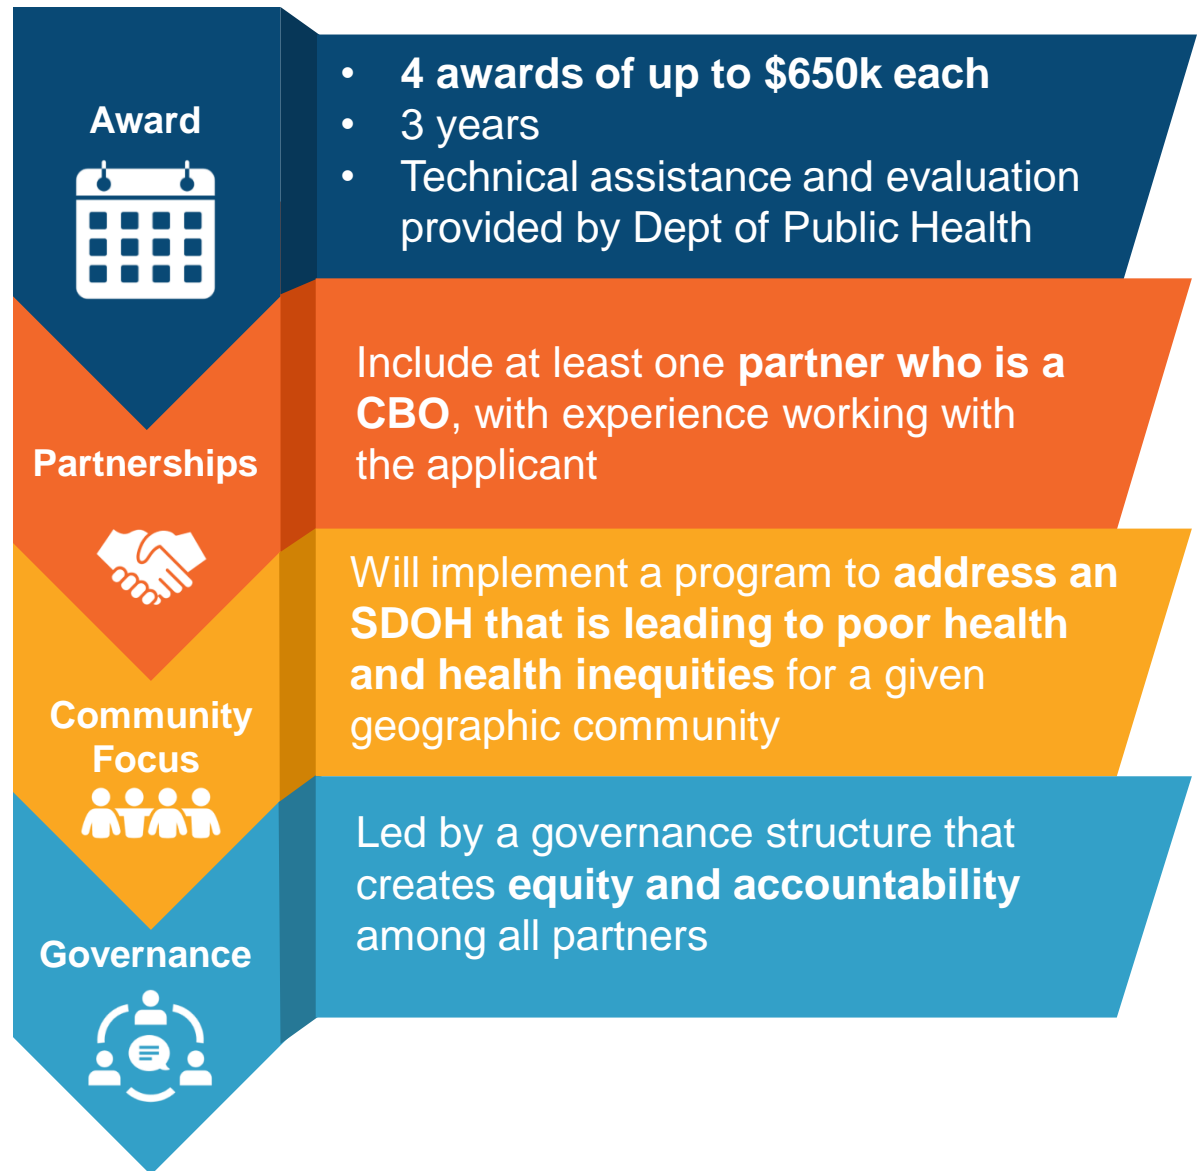 Award
• 4 awards of up to $650k each
• 3 years
• Technical assistance and evaluation
provided by Dept of Public Health
Partnerships
Include at least one partner who is a
CBO, with experience working with
the applicant
Community
Focus
Will implement a program to address an
SDOH that is leading to poor health
and health inequities for a given
geographic community
Governance
Led by a governance structure that
creates equity and accountability
among all partners